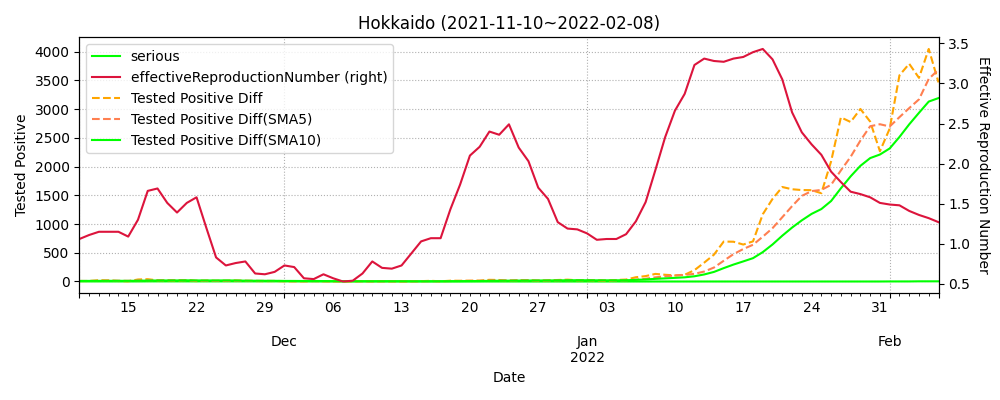 Hokkaido (2021-11-10~2022-02-08)
serious
effectiveReproductionNumber (right)
Tested Positive Diff
Tested Positive Diff(SMA5)
Tested Positive Diff(SMA10)
Tested Positive
4000
3500
3000
2500
2000
1500
1000
500
0
Effective Reproduction Number
3.5
3.0
2.5
2.0
1.5
1.0
0.5
15 22 29 06 13 20 27 03 10 17 24 31
Dec Jan Feb
2022
Date